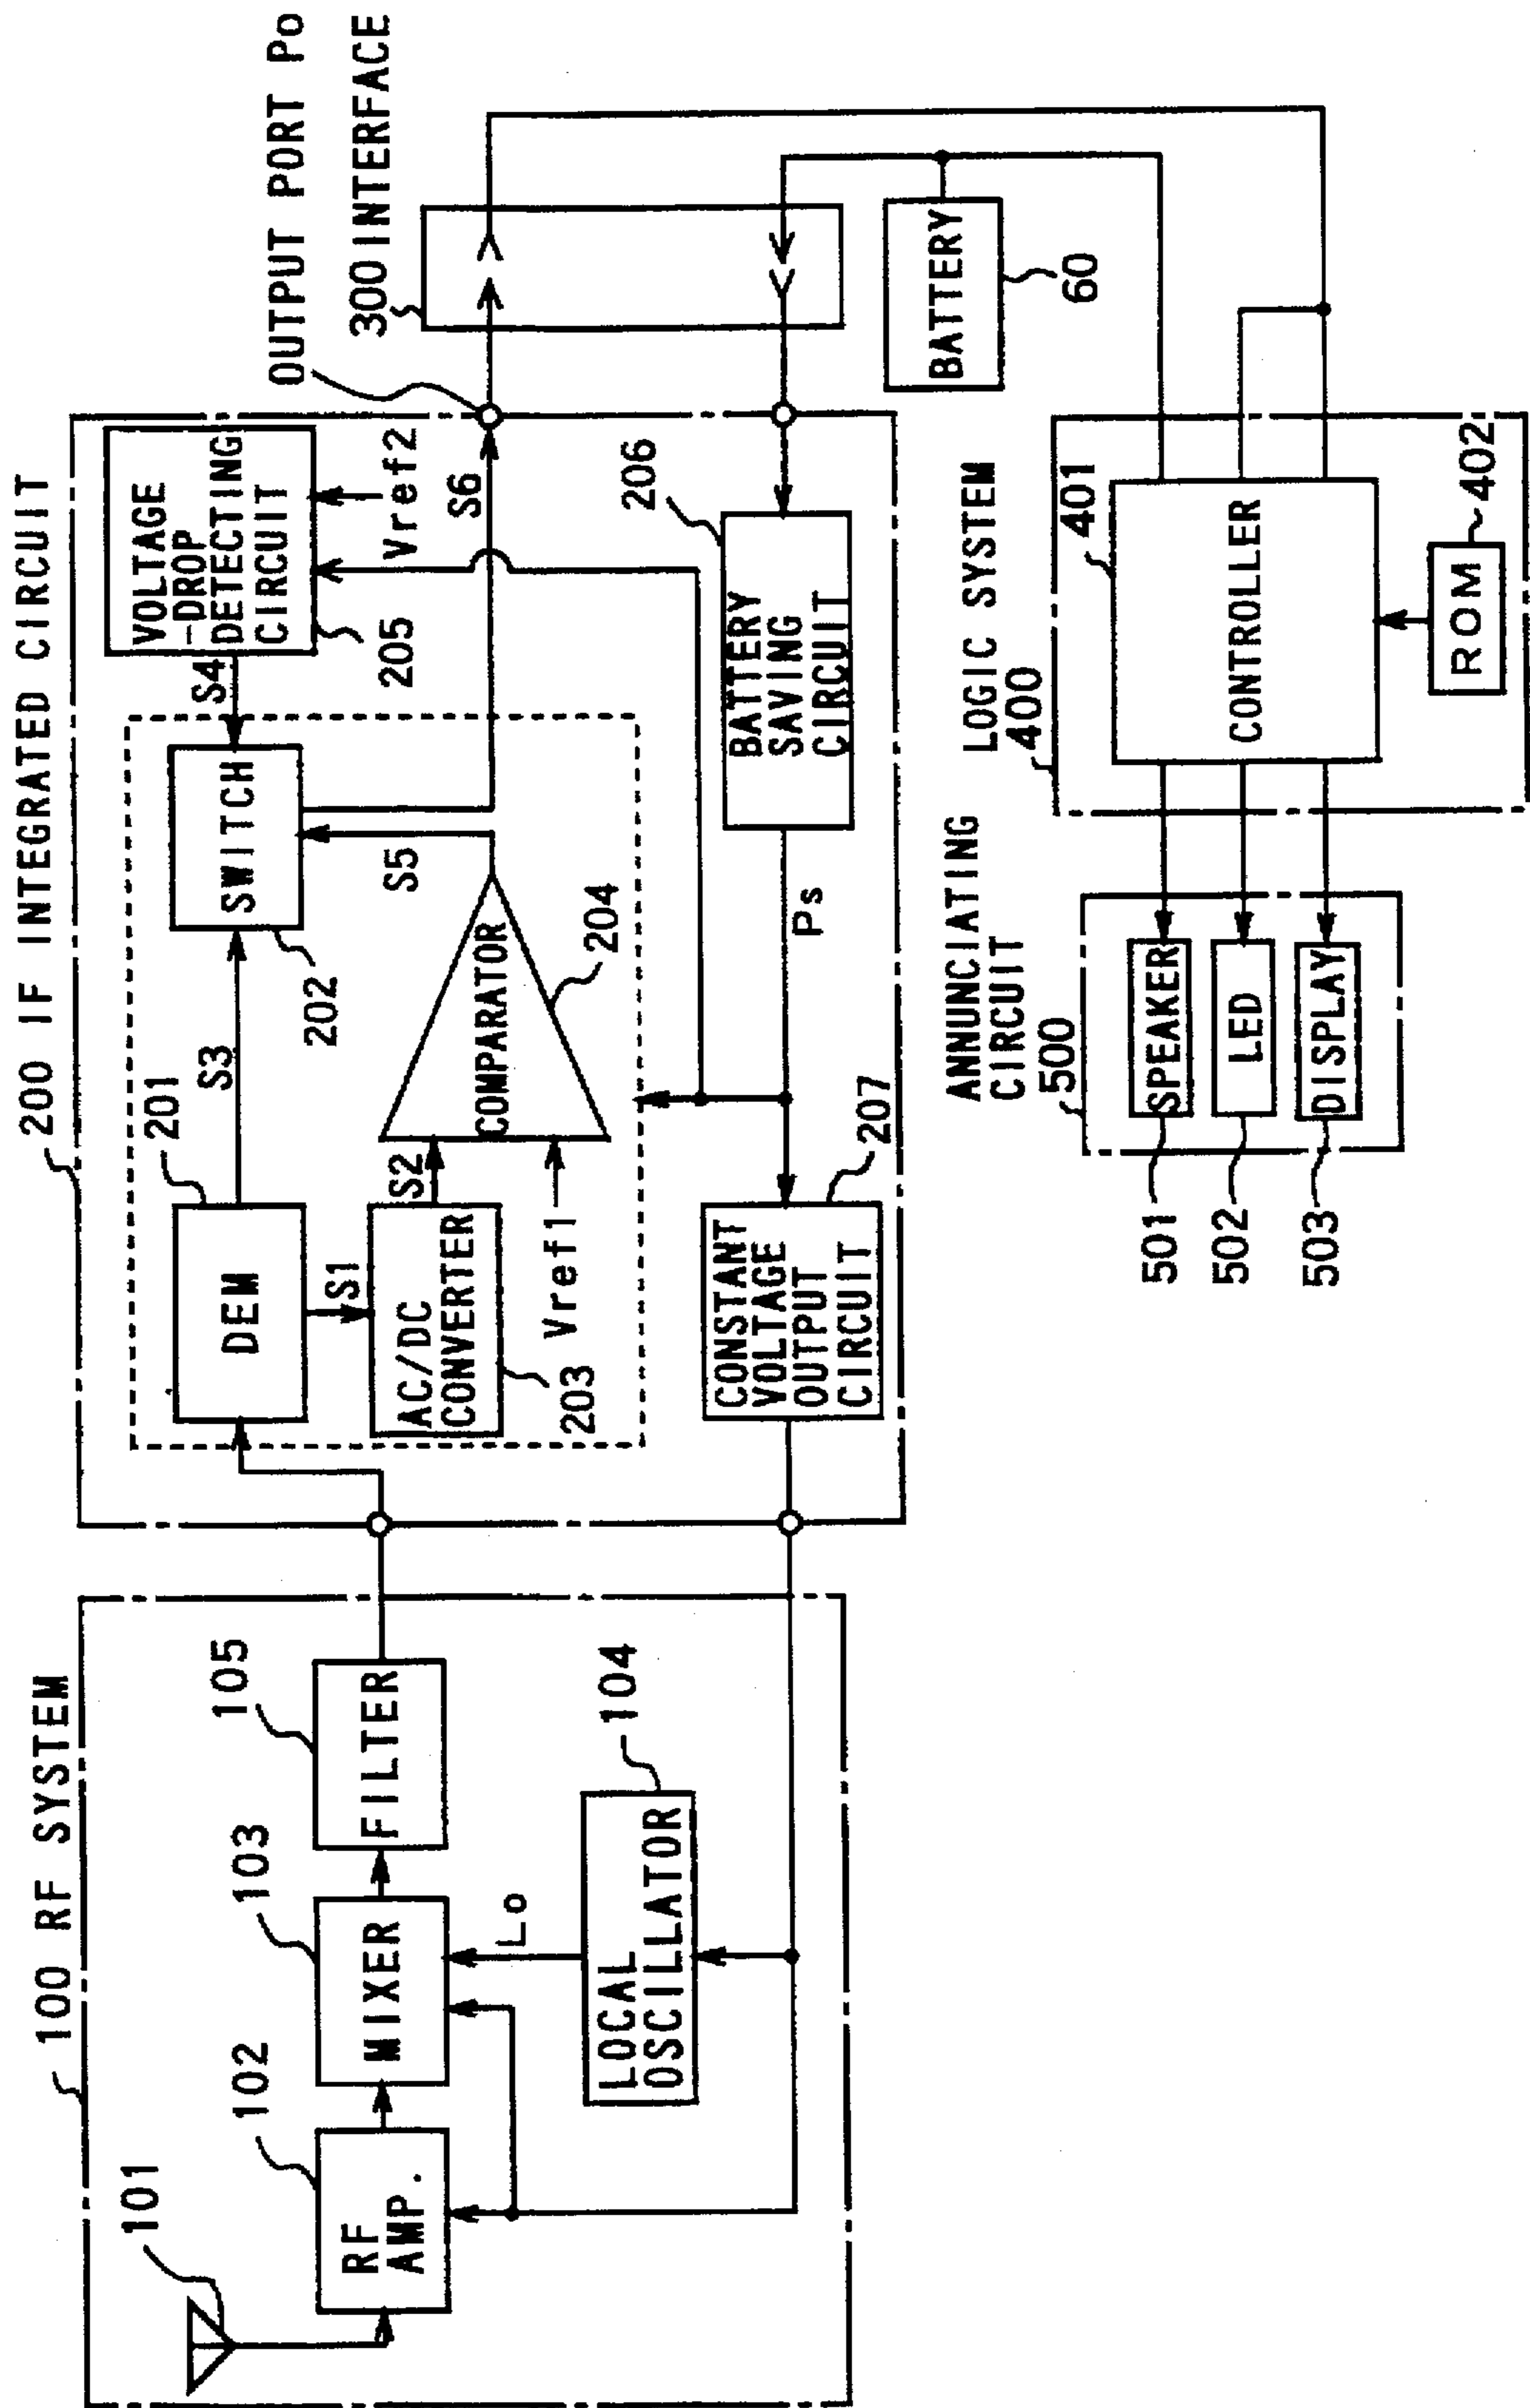 100 RF SYSTEM
101
102
RF
AMP.
103
MIXER
105
FILTER
Lo
104
LOCAL
OSCILLATOR
200 IF INTEGRATED CIRCUIT
201
DEM
S3
202
SWITCH
S4
VOLTAGE
-DROP
DETECTING
CIRCUIT
205
Vref2
S1
AC/DC
CONVERTER
203
S2
Vref1
COMPARATOR
204
S5
S6
206
BATTERY
SAVING
CIRCUIT
Ps
207
CONSTANT
VOLTAGE
OUTPUT
CIRCUIT
OUTPUT PORT Po
300 INTERFACE
BATTERY
60
ANNUNCIATING
CIRCUIT
500
SPEAKER
LED
DISPLAY
501
502
503
LOGIC SYSTEM
400
401
CONTROLLER
ROM
402